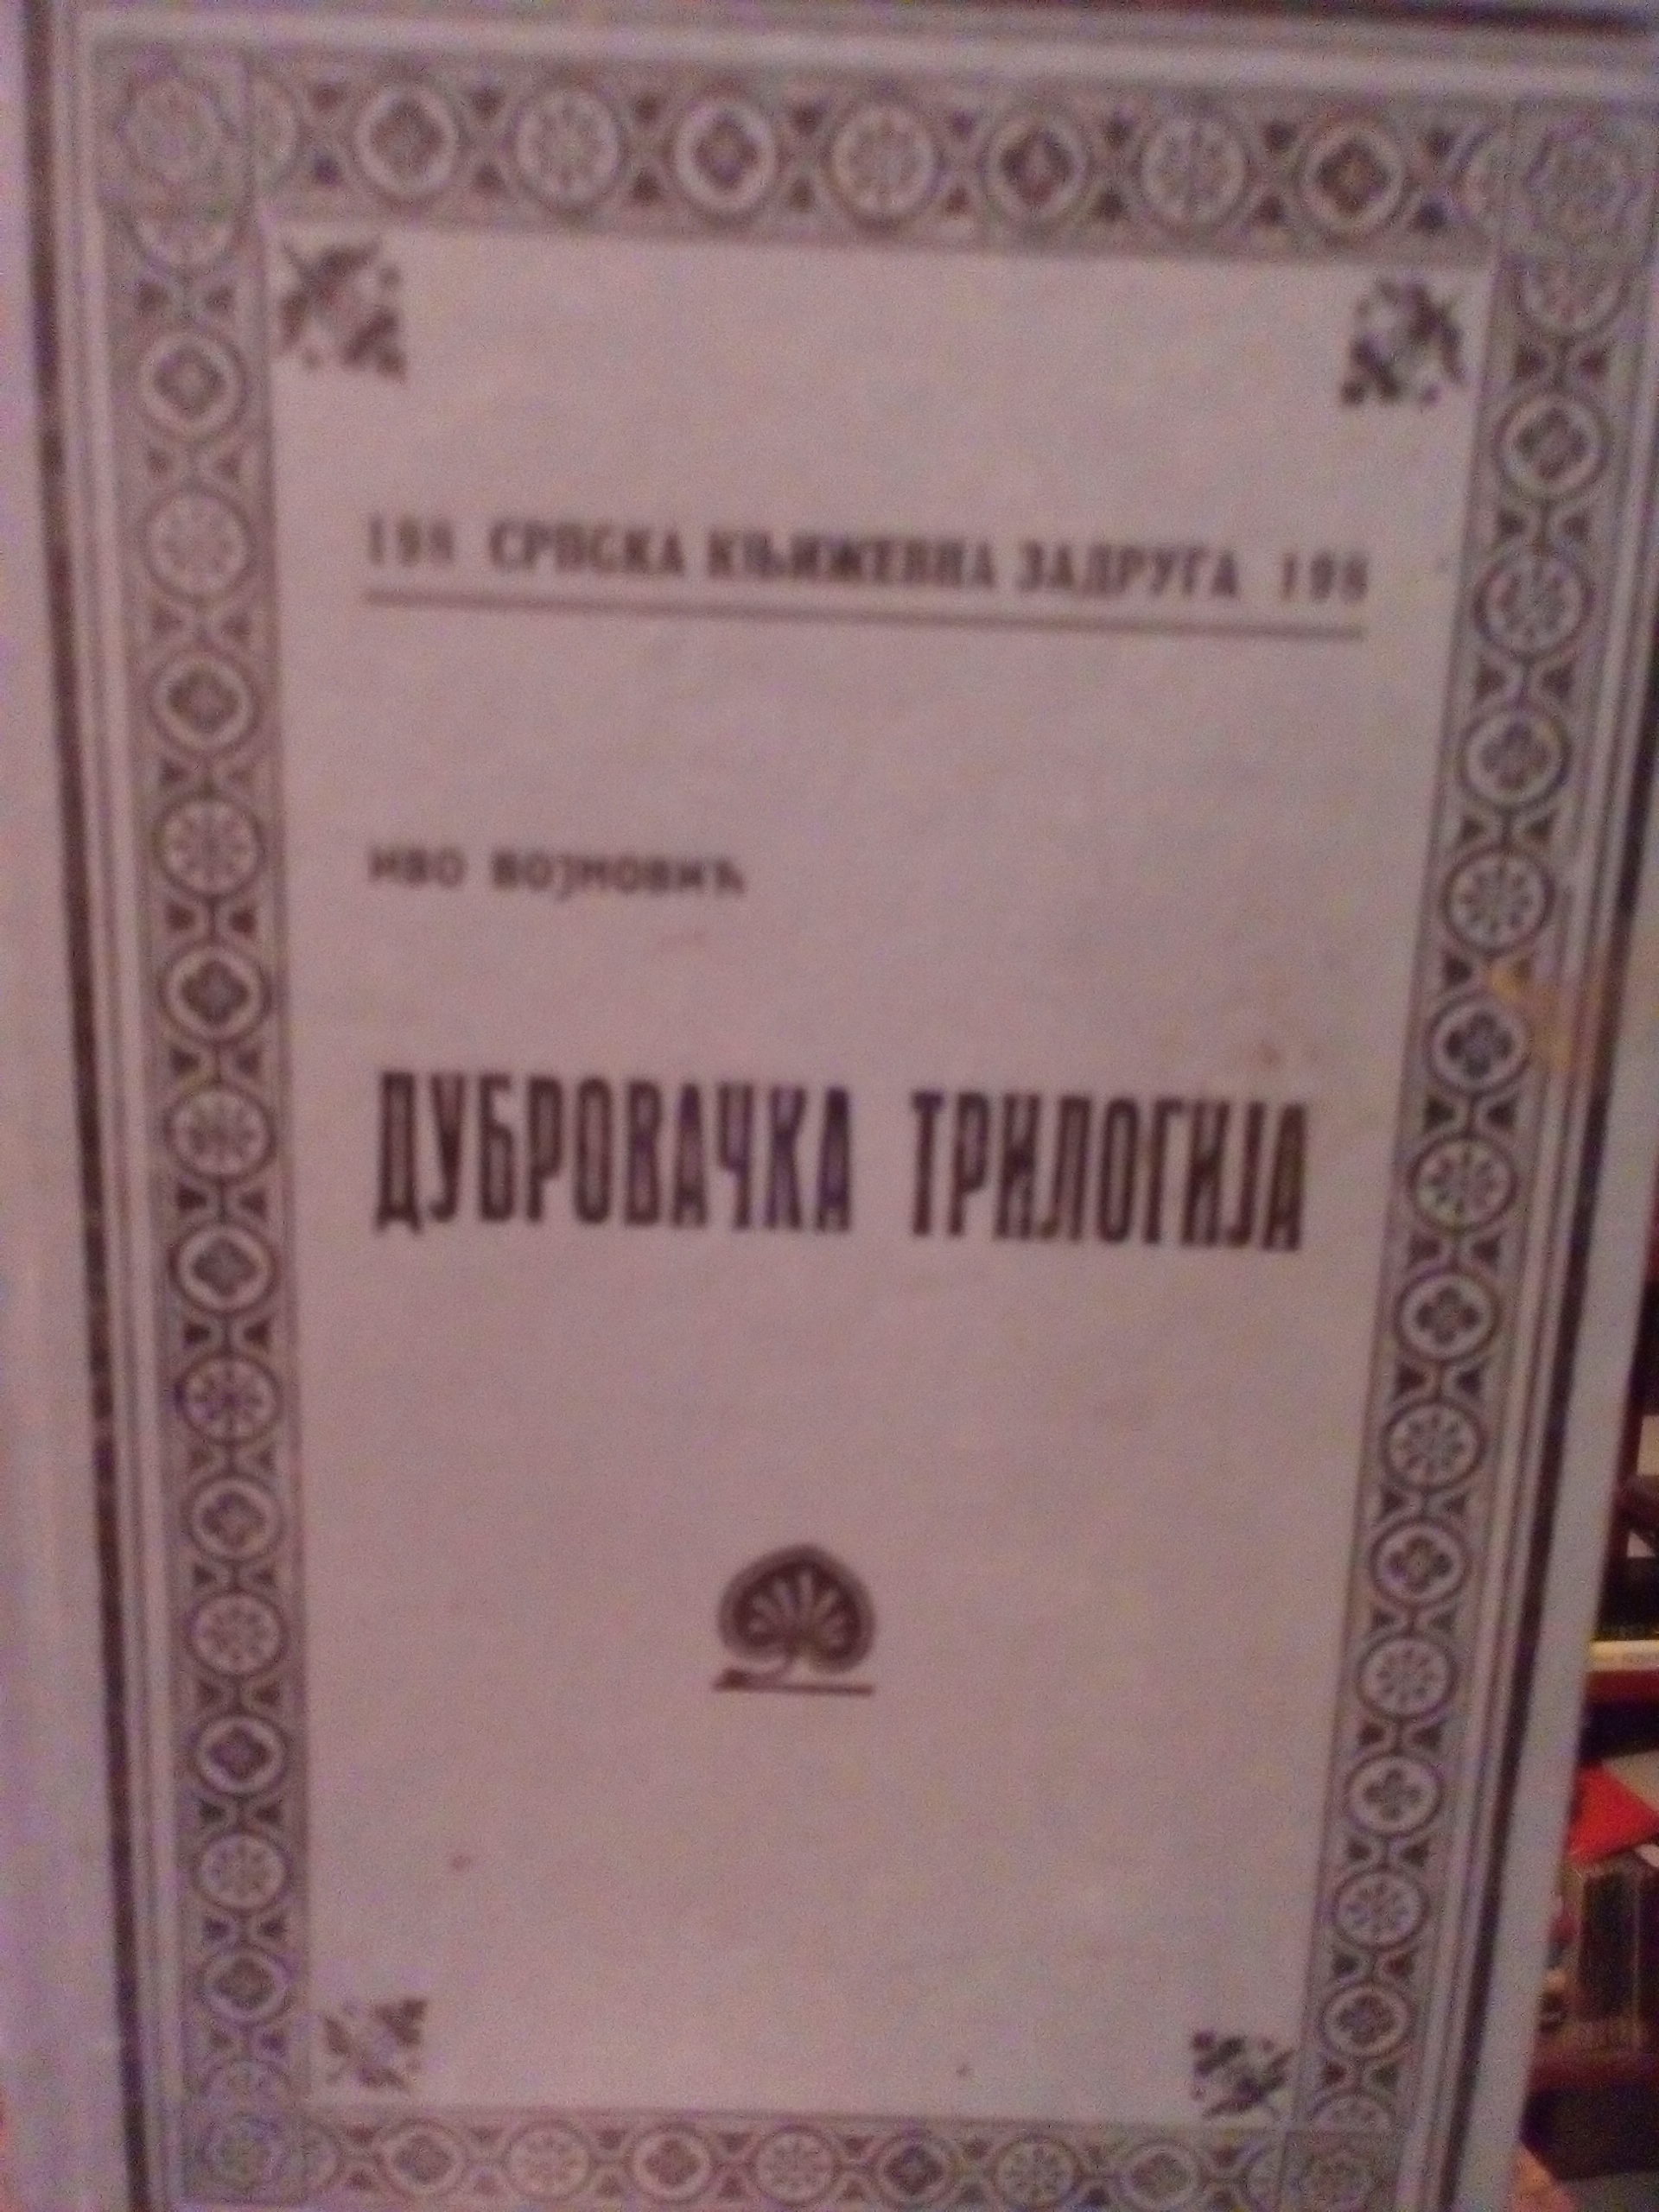 198 СРПСКА КЊИЖЕВНА ЗАДРУГА 198
ИВО ВОЈНОВИЋ
ДУБРОВАЧКА ТРИЛОГИЈА